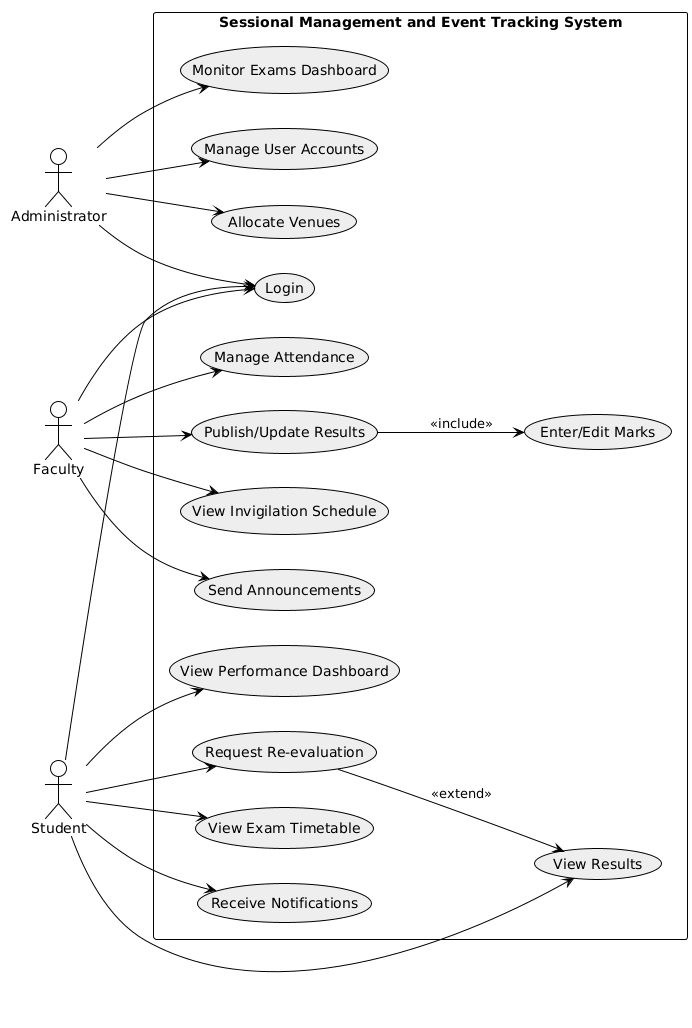 Sessional Management and Event Tracking System
Monitor Exams Dashboard
Manage User Accounts
Administrator
Allocate Venues
Login
Manage Attendance
Publish/Update Results
«include»
Enter/Edit Marks
Faculty
View Invigilation Schedule
Send Announcements
View Performance Dashboard
Request Re-evaluation
«extend»
Student
View Exam Timetable
View Results
Receive Notifications